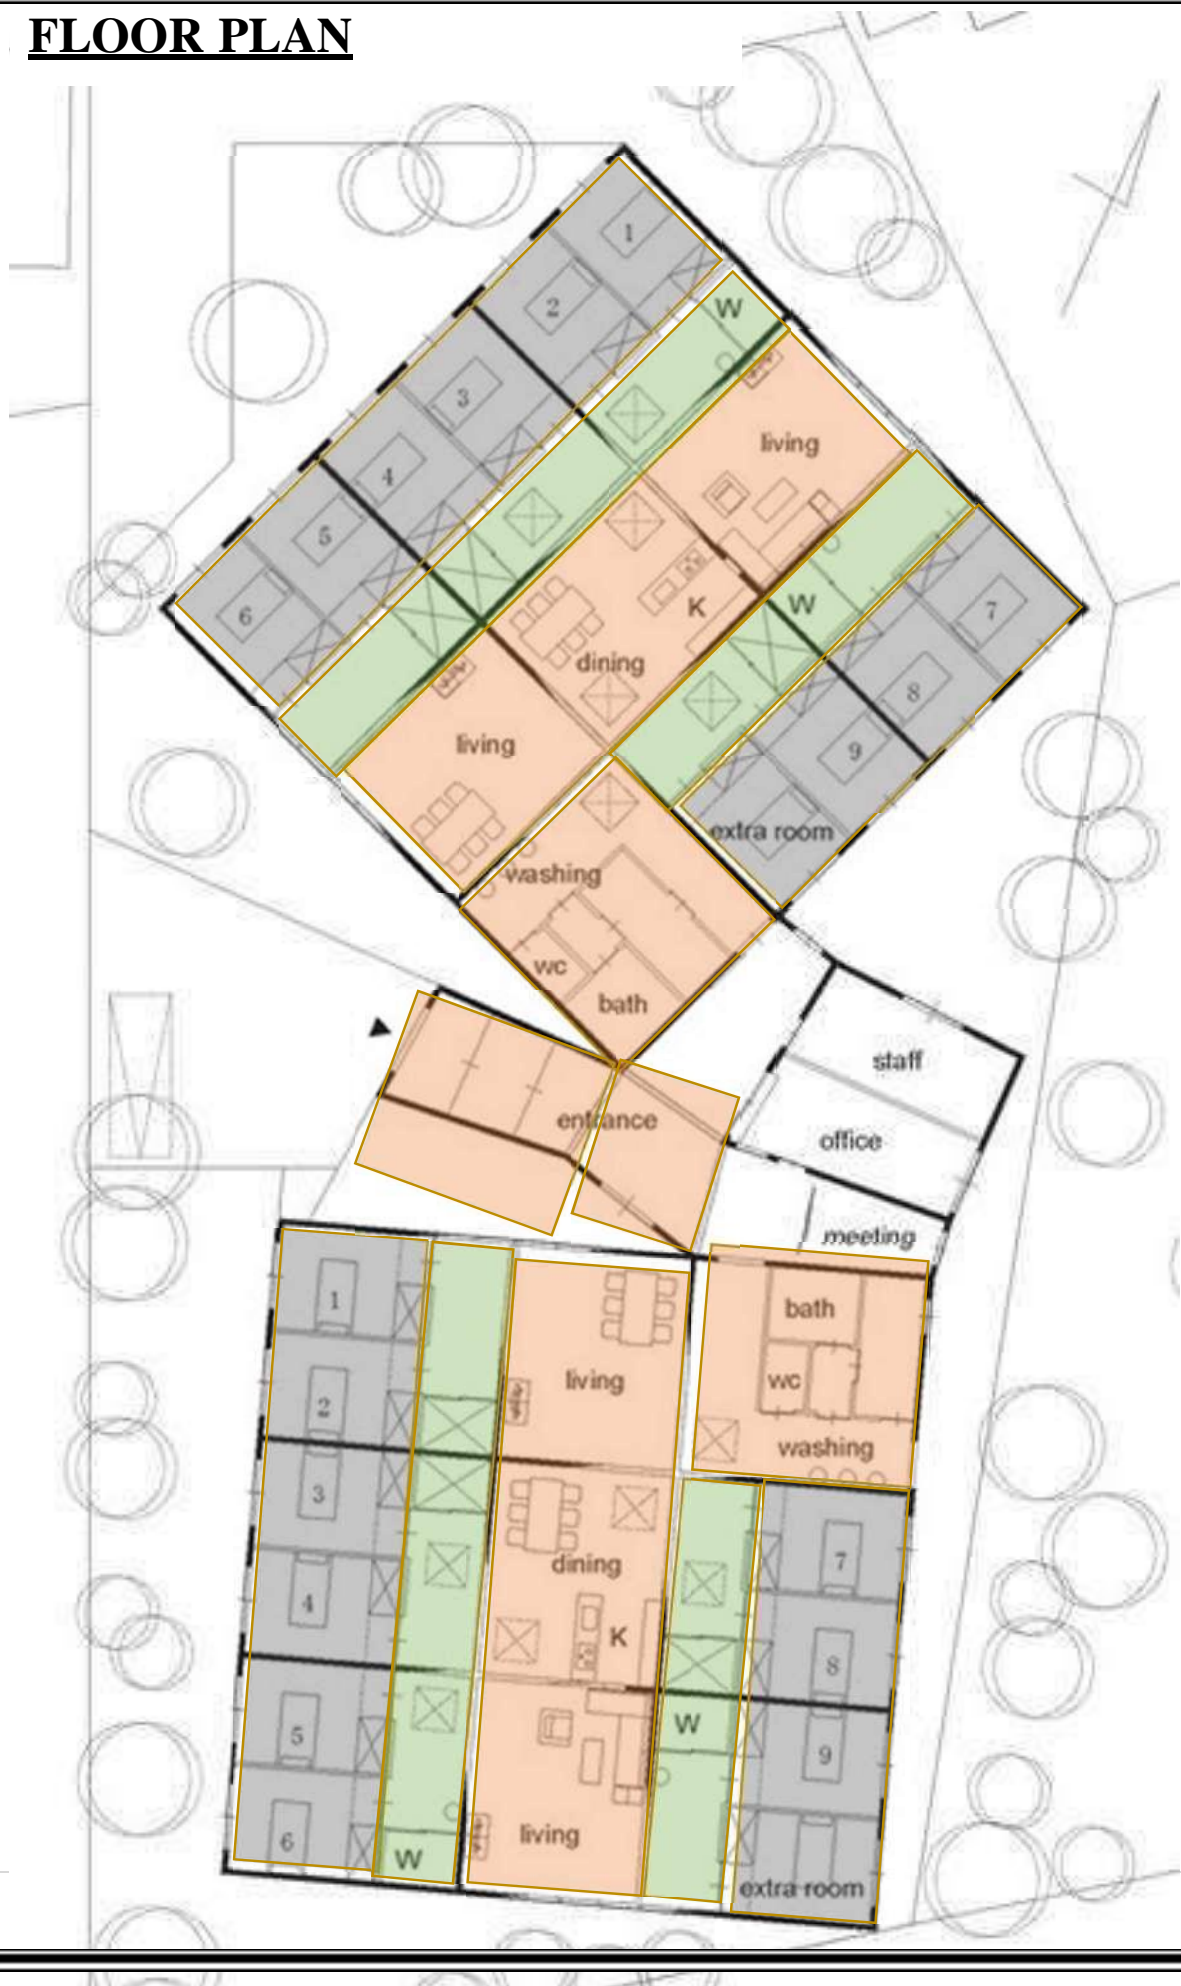 FLOOR PLAN
1
W
2
3
living
4
5
K
W
7
6
dining
8
living
9
extra room
washing
wc
bath
staff
entrance
office
meeting
1
bath
living
2
wc
washing
3
7
dining
4
K
8
W
5
9
living
6
W
extra room